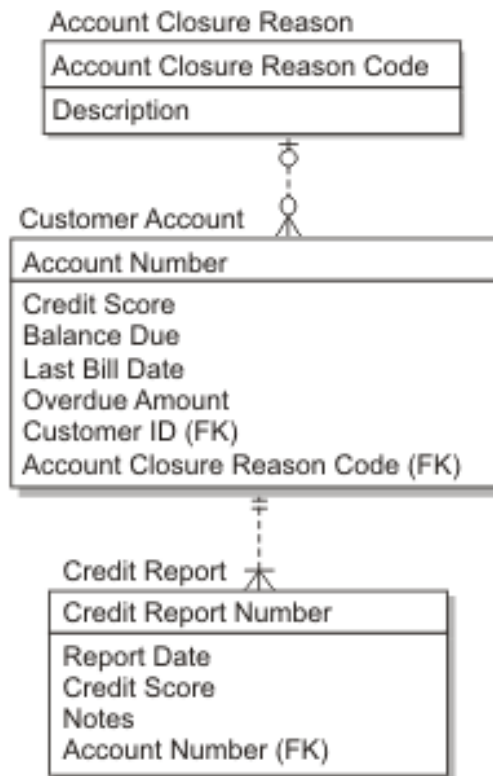 Account Closure Reason
Account Closure Reason Code
Description
Customer Account
Account Number
Credit Score
Balance Due
Last Bill Date
Overdue Amount
Customer ID (FK)
Account Closure Reason Code (FK)
Credit Report
Credit Report Number
Report Date
Credit Score
Notes
Account Number (FK)